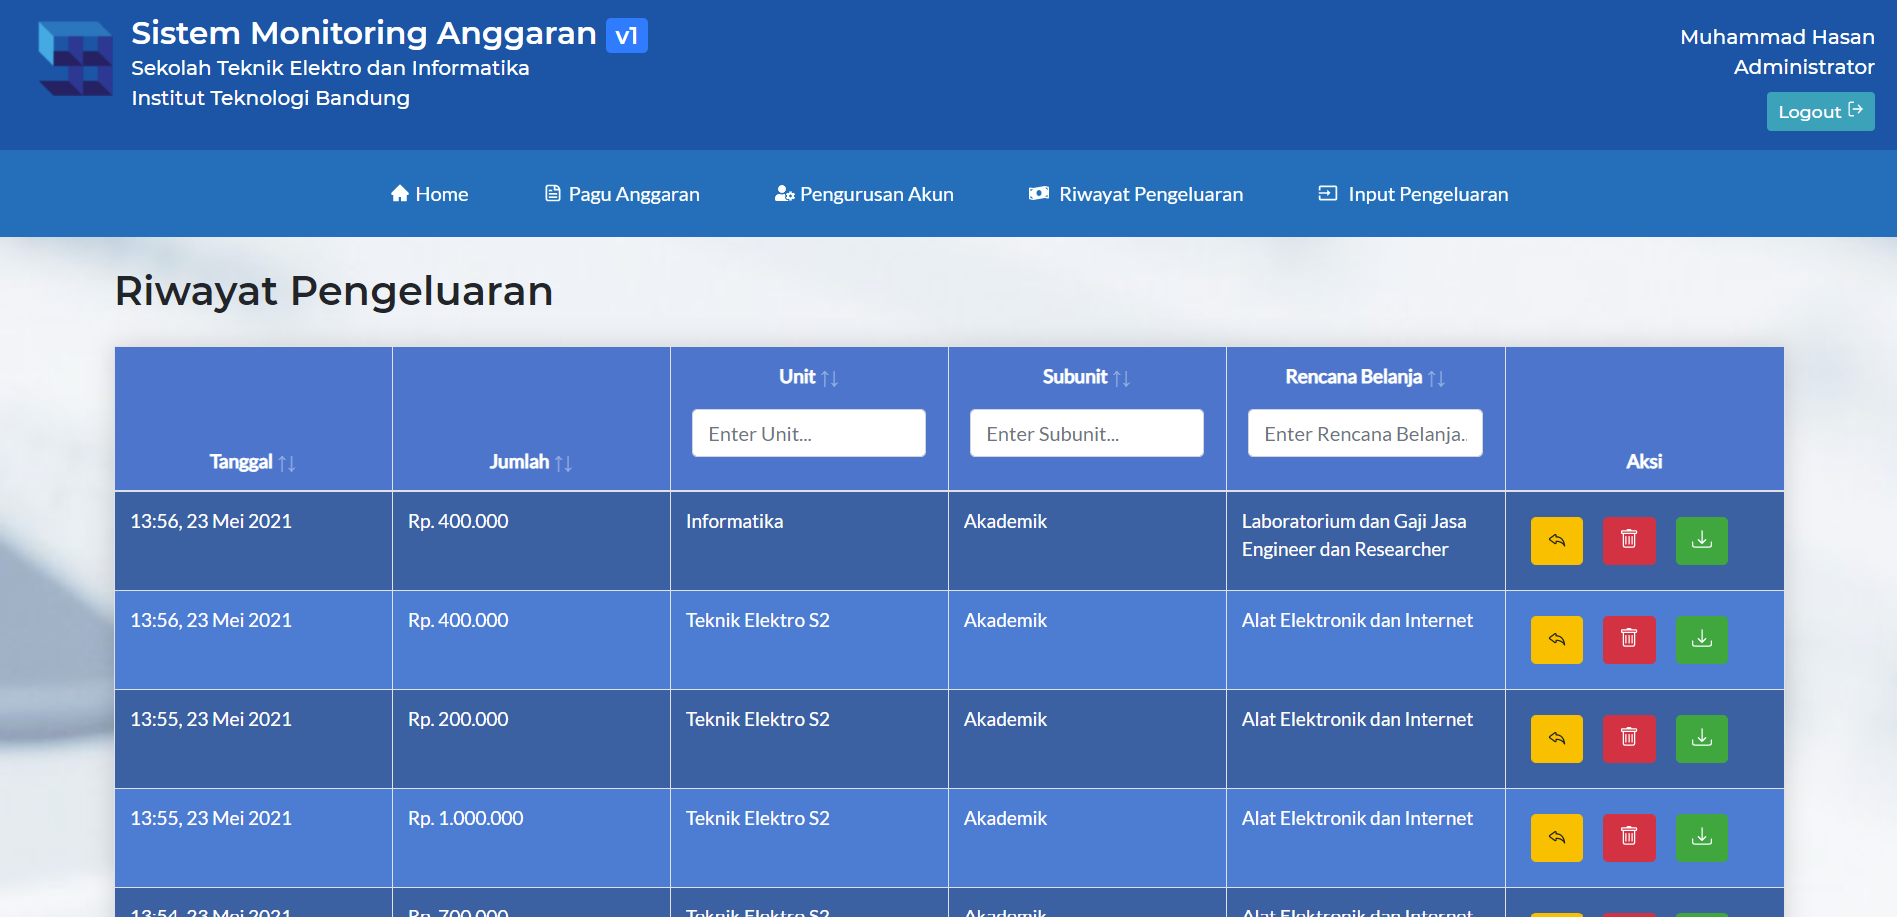 Sistem Monitoring Anggaran v1
Sekolah Teknik Elektro dan Informatika
Institut Teknologi Bandung
Muhammad Hasan
Administrator
Logout
Home
Pagu Anggaran
Pengurusan Akun
Riwayat Pengeluaran
Input Pengeluaran
Riwayat Pengeluaran
Tanggal
Jumlah
Unit
Enter Unit...
Subunit
Enter Subunit...
Rencana Belanja
Enter Rencana Belanja..
Aksi
13:56, 23 Mei 2021
Rp. 400.000
Informatika
Akademik
Laboratorium dan Gaji Jasa
Engineer dan Researcher
13:56, 23 Mei 2021
Rp. 400.000
Teknik Elektro S2
Akademik
Alat Elektronik dan Internet
13:55, 23 Mei 2021
Rp. 200.000
Teknik Elektro S2
Akademik
Alat Elektronik dan Internet
13:55, 23 Mei 2021
Rp. 1.000.000
Teknik Elektro S2
Akademik
Alat Elektronik dan Internet
13:54, 23 Mei 2021
Rp. 700.000
Teknik Elektro S2
Akademik
Alat Elektronik dan Internet